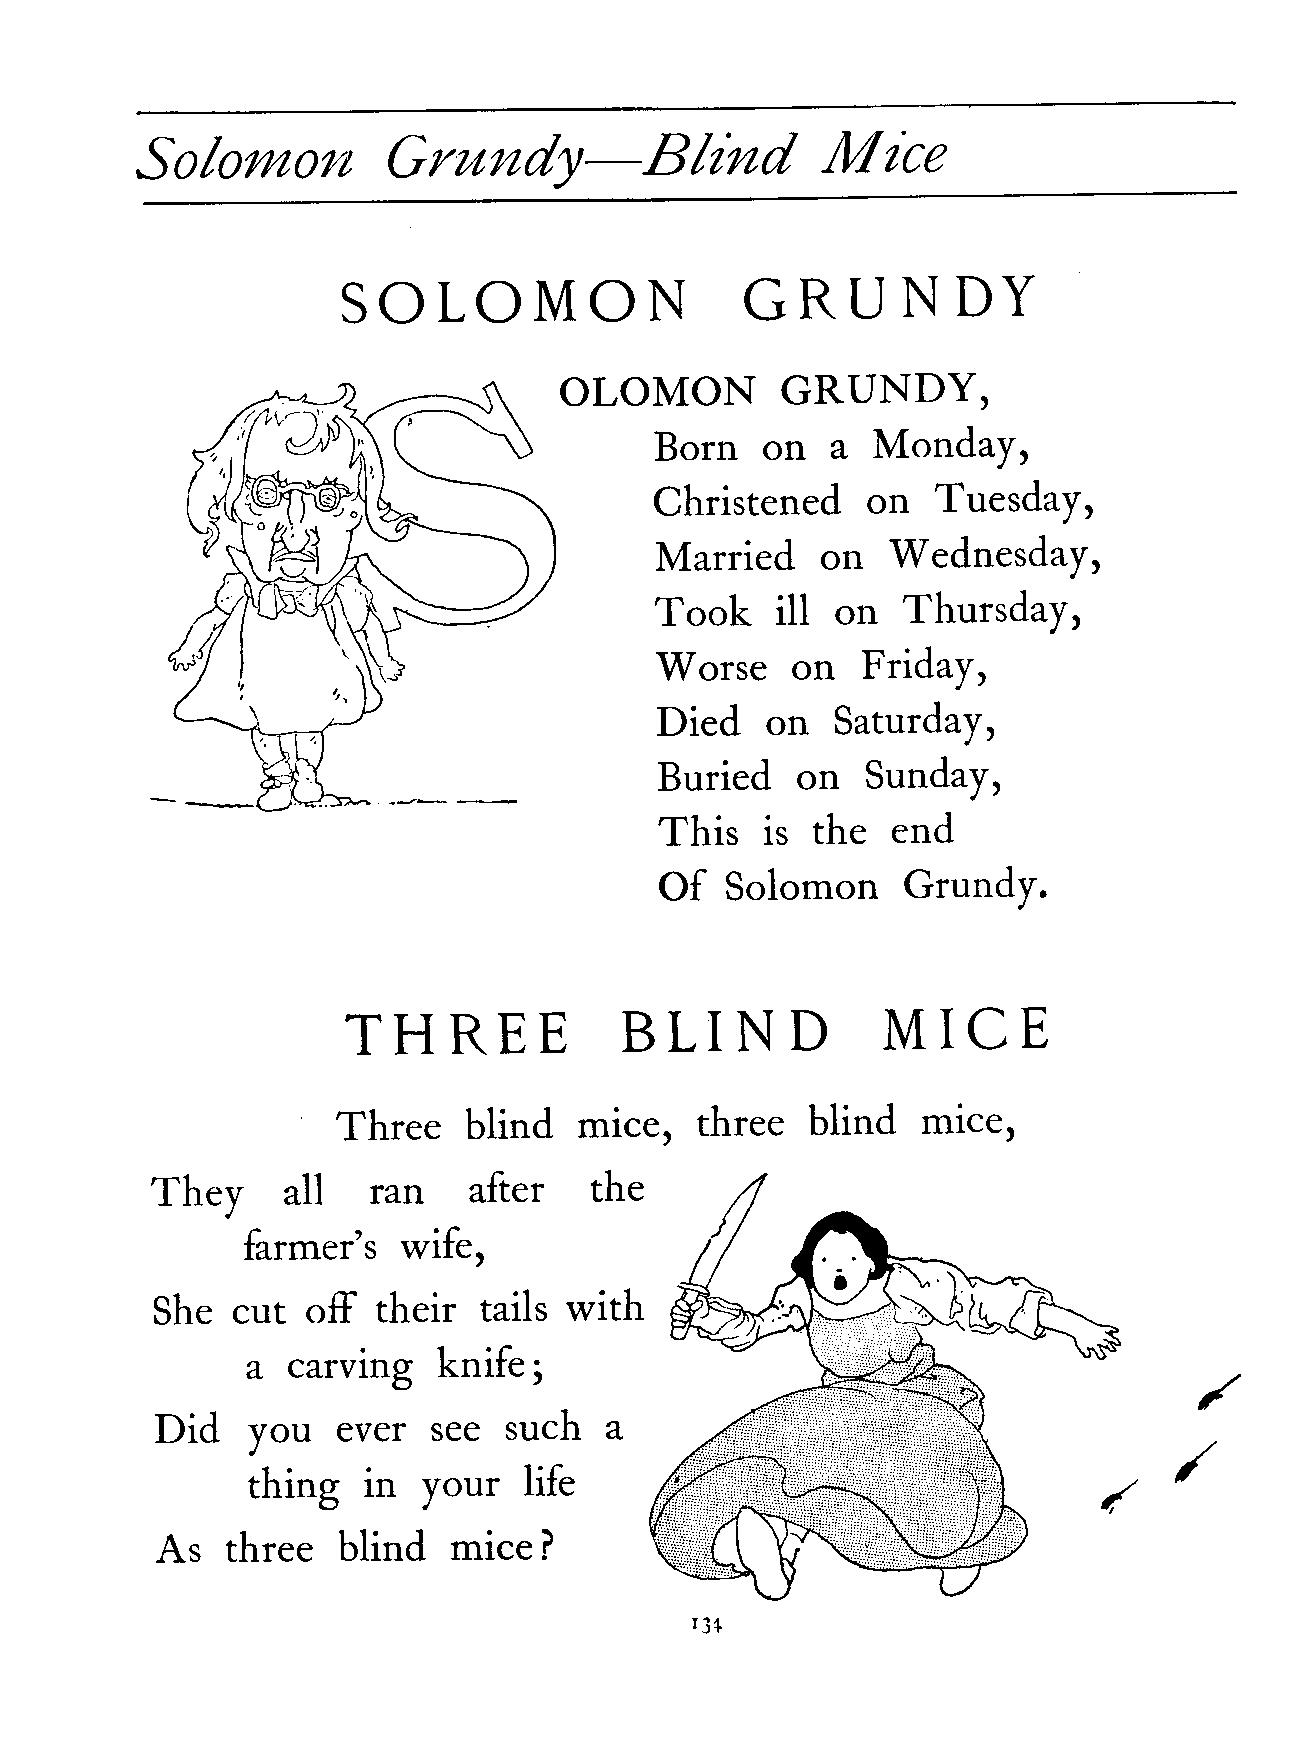 Solomon Grundy—Blind Mice
SOLOMON GRUNDY
SOLOMON GRUNDY,
Born on a Monday,
Christened on Tuesday,
Married on Wednesday,
Took ill on Thursday,
Worse on Friday,
Died on Saturday,
Buried on Sunday,
This is the end
Of Solomon Grundy.
THREE BLIND MICE
Three blind mice, three blind mice,
They all ran after the
farmer's wife,
She cut off their tails with
a carving knife;
Did you ever see such a
thing in your life
As three blind mice?
134